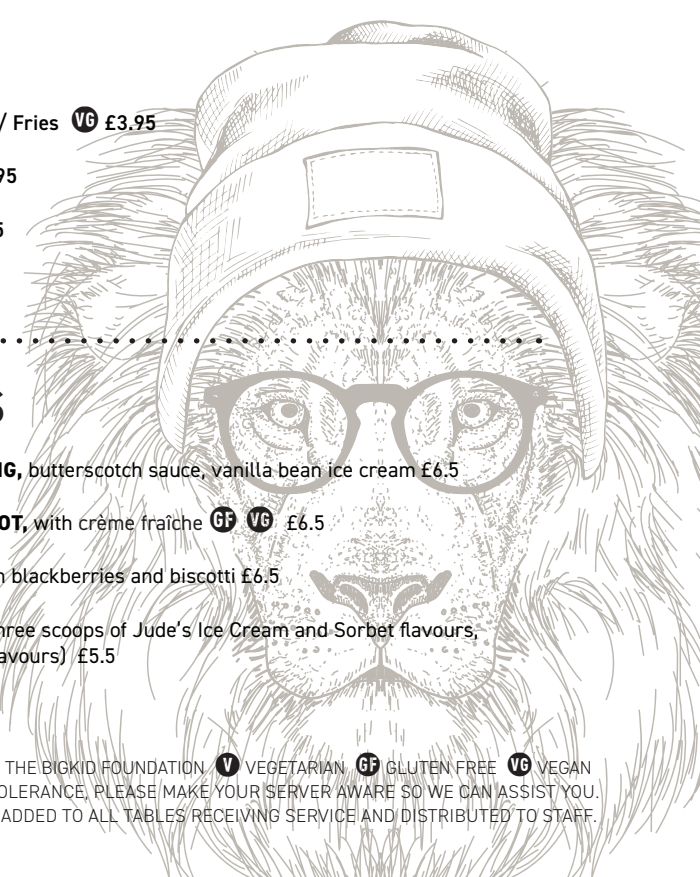 / Fries VG £3.95
95
5
S
NG, butterscotch sauce, vanilla bean ice cream £6.5
OT, with crème fraîche GF VG £6.5
blackberries and biscotti £6.5
hree scoops of Jude's Ice Cream and Sorbet flavours,
avours) £5.5
THE BIGKID FOUNDATION V VEGETARIAN GF GLUTEN FREE VG VEGAN
OLERANCE, PLEASE MAKE YOUR SERVER AWARE SO WE CAN ASSIST YOU.
ADDED TO ALL TABLES RECEIVING SERVICE AND DISTRIBUTED TO STAFF.